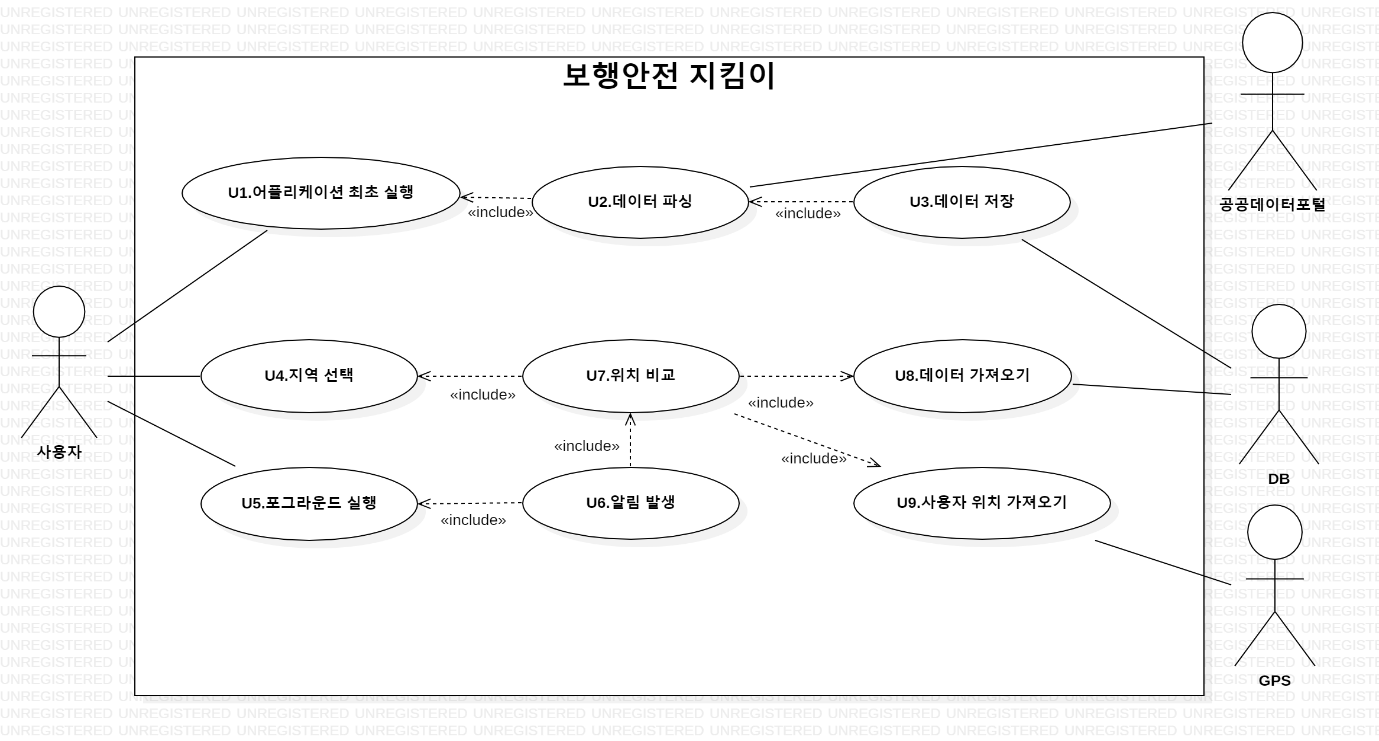 보행안전 지킴이
공공데이터포털
U1.어플리케이션 최초 실행
«include»
U2.데이터 파싱
«include»
U3.데이터 저장
사용자
U4.지역 선택
«include»
U7.위치 비교
«include»
U8.데이터 가져오기
DB
«include»
«include»
U5.포그라운드 실행
«include»
U6.알림 발생
U9.사용자 위치 가져오기
GPS
UNREGISTERED